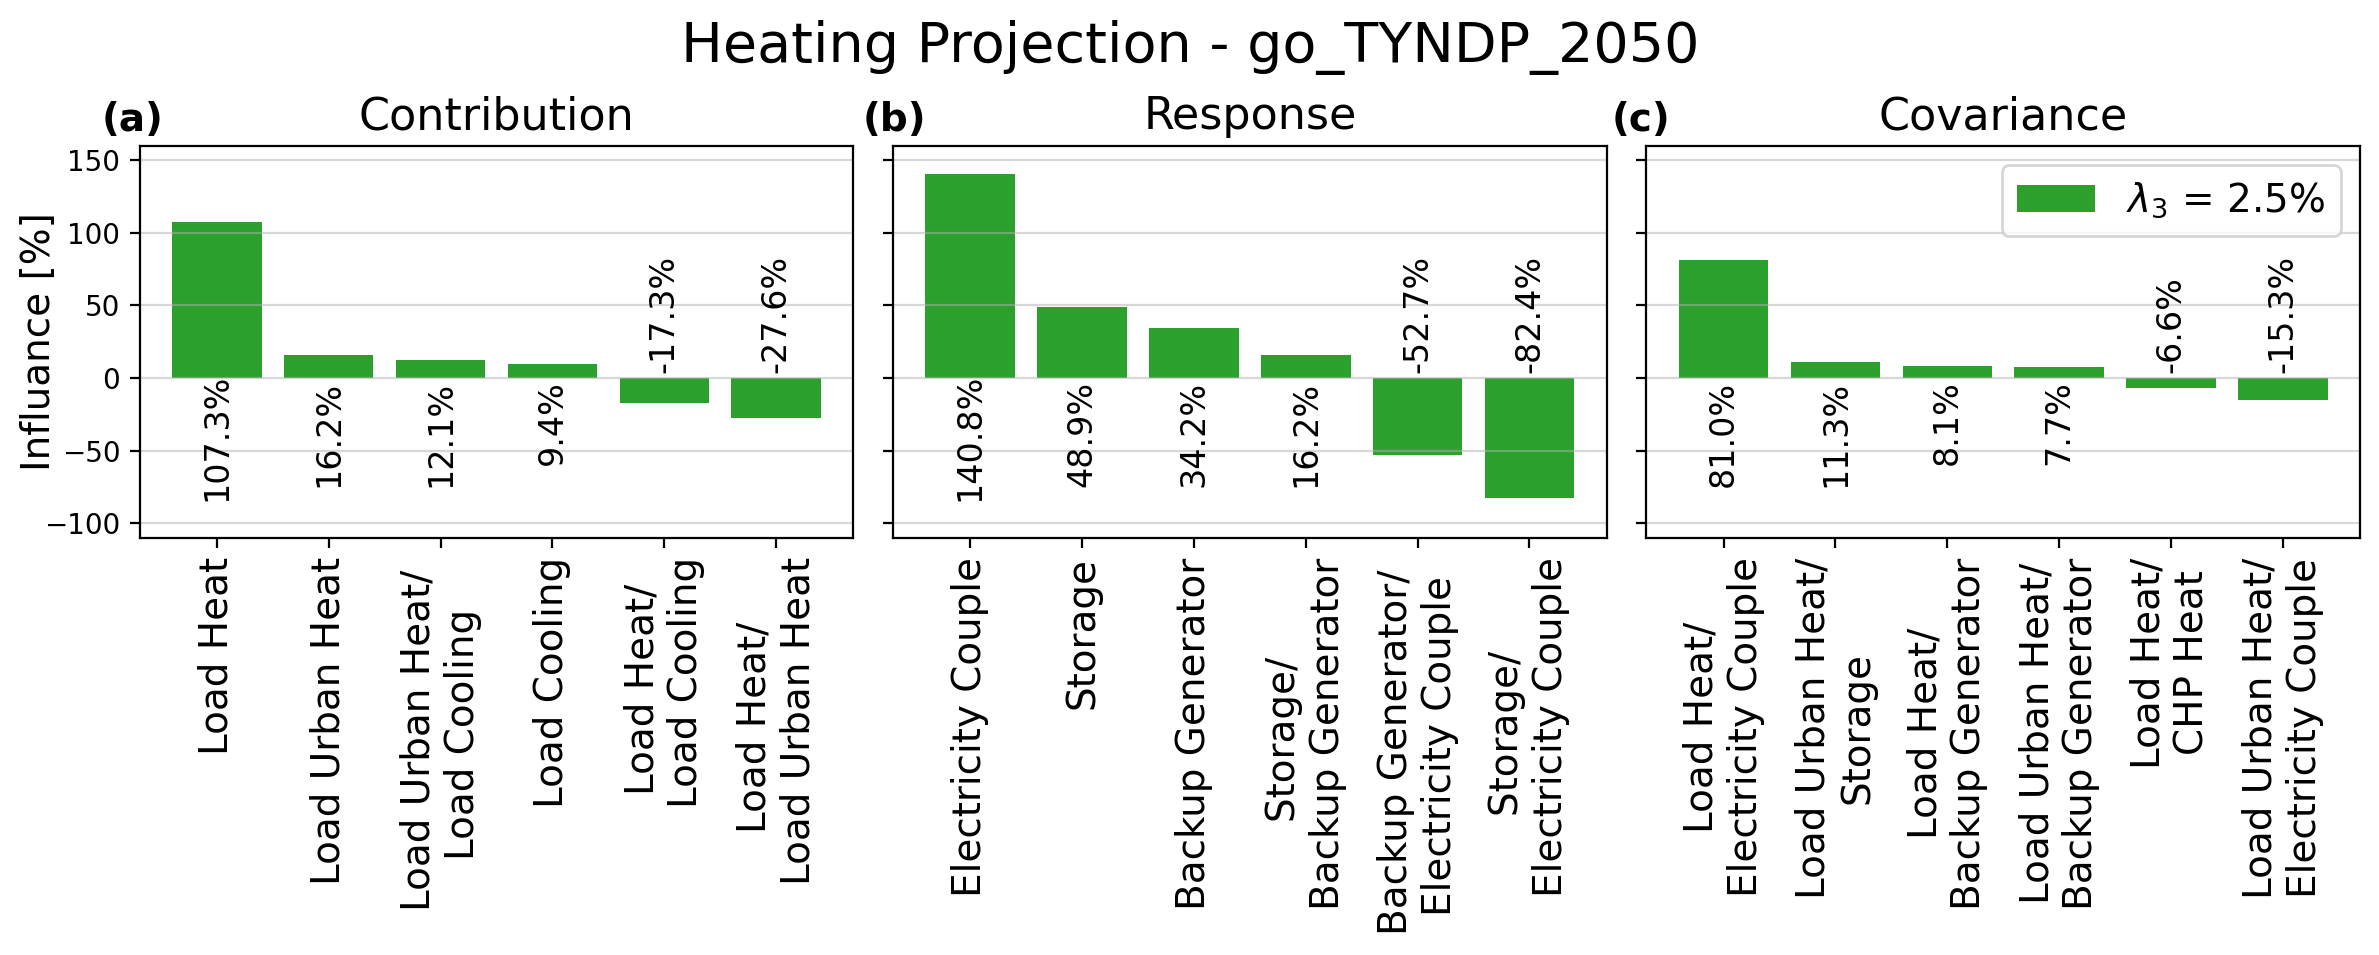 Heating Projection - go_TYNDP_2050
(a)
Contribution
Influance [%]
150
100
50
0
−50
−100
107.3%
16.2%
12.1%
9.4%
-17.3%
-27.6%
Load Heat
Load Urban Heat
Load Urban Heat/
Load Cooling
Load Cooling
Load Heat/
Load Cooling
Load Heat/
Load Urban Heat
(b)
Response
140.8%
48.9%
34.2%
16.2%
-52.7%
-82.4%
Electricity Couple
Storage
Backup Generator
Storage/
Backup Generator
Backup Generator/
Electricity Couple
Storage/
Electricity Couple
(c)
Covariance
λ3 = 2.5%
81.0%
11.3%
8.1%
7.7%
-6.6%
-15.3%
Load Heat/
Electricity Couple
Load Urban Heat/
Storage
Load Heat/
Backup Generator
Load Urban Heat/
Backup Generator
Load Heat/
CHP Heat
Load Urban Heat/
Electricity Couple